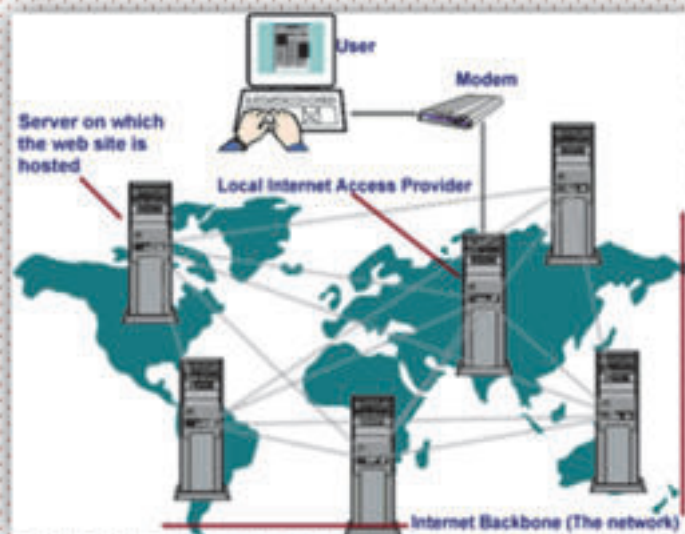 User
Modem
Server on which
the web site is
hosted
Local Internet Access Provider
Internet Backbone (The network)